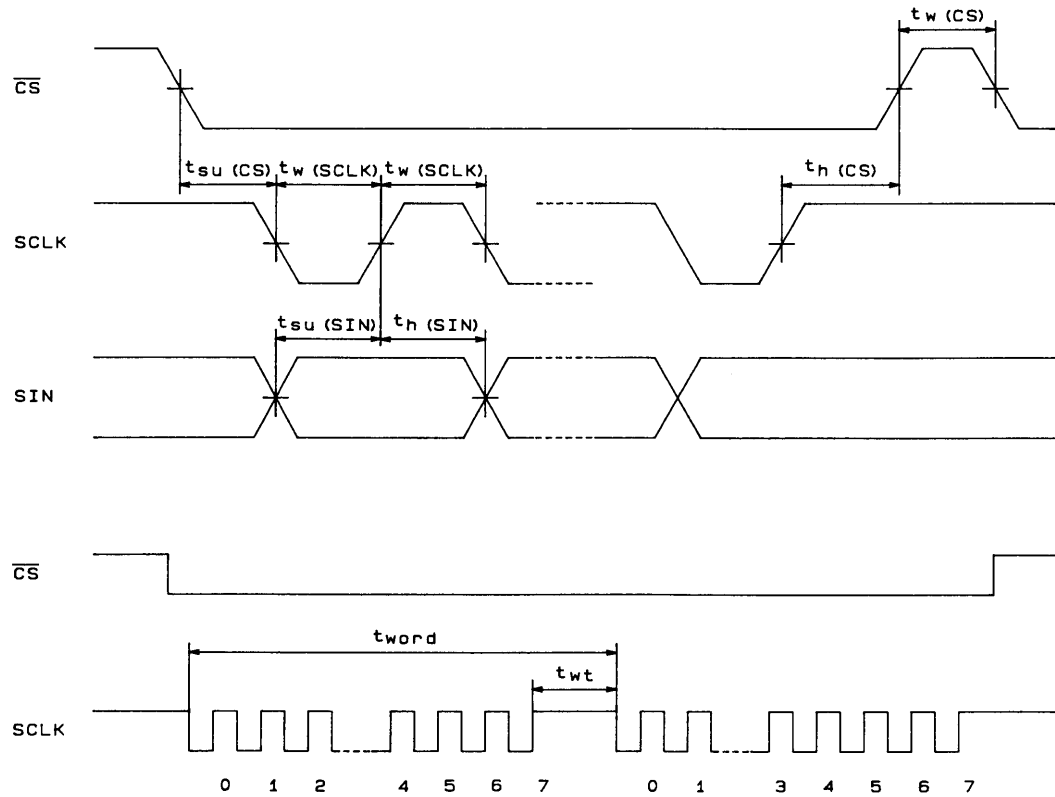 tw (CS)
CS
tsu (CS) tw (SCLK) tw (SCLK) th (CS)
SCLK
tsu (SIN) th (SIN)
SIN
CS
tword
twt
SCLK
0 1 2 4 5 6 7 0 1 3 4 5 6 7